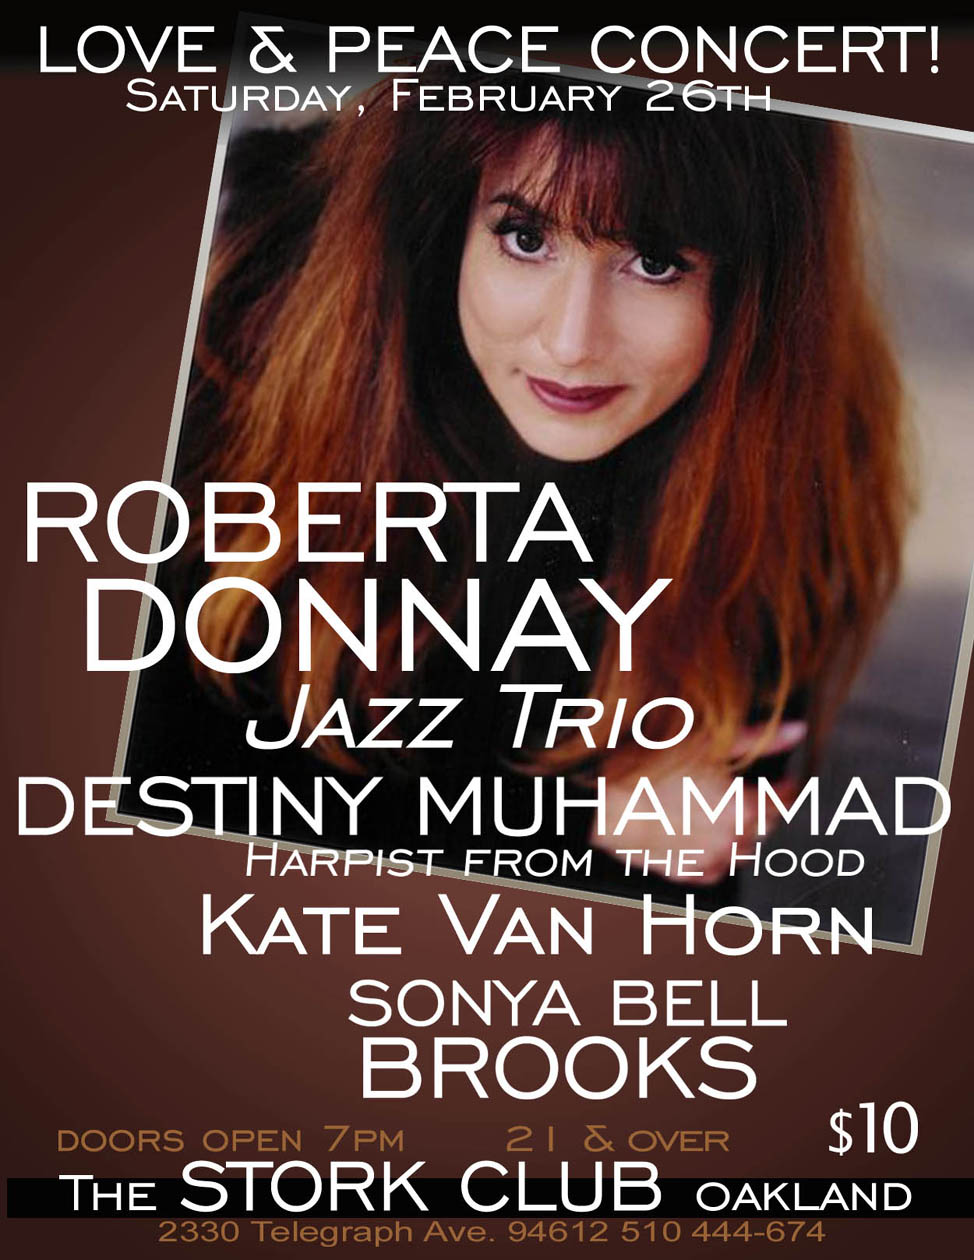 LOVE & PEACE CONCERT!
SATURDAY, FEBRUARY 26TH
ROBERTA
DONNAY
JAZZ TRIO
DESTINY MUHAMMAD
HARPIST FROM THE HOOD
KATE VAN HORN
SONYA BELL
BROOKS
$10
DOORS OPEN 7PM 21 & OVER
THE STORK CLUB OAKLAND
2330 Telegraph Ave. 94612 510 444-674